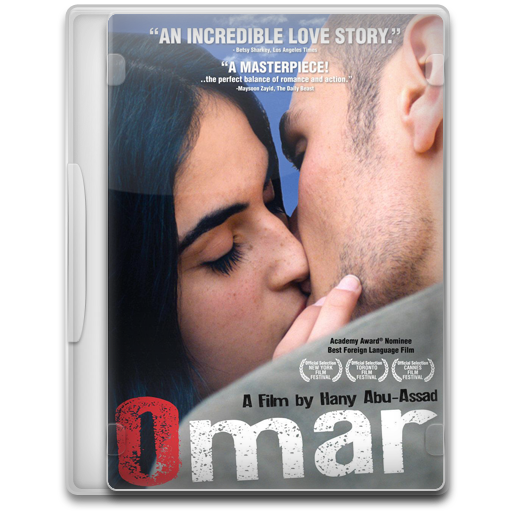 “AN INCREDIBLE LOVE STORY.”
-Betsy Sharkey, Los Angeles Times
“A MASTERPIECE!
..the perfect balance of romance and action.”
-Maysoon Zayid, The Daily Beast
Academy Award® Nominee
Best Foreign Language Film
Official Selection Official Selection Official Selection
NEW YORK TORONTO CANNES
FILM FILM FILM
FESTIVAL FESTIVAL FESTIVAL
A Film by Hany Abu-Assad
Omar